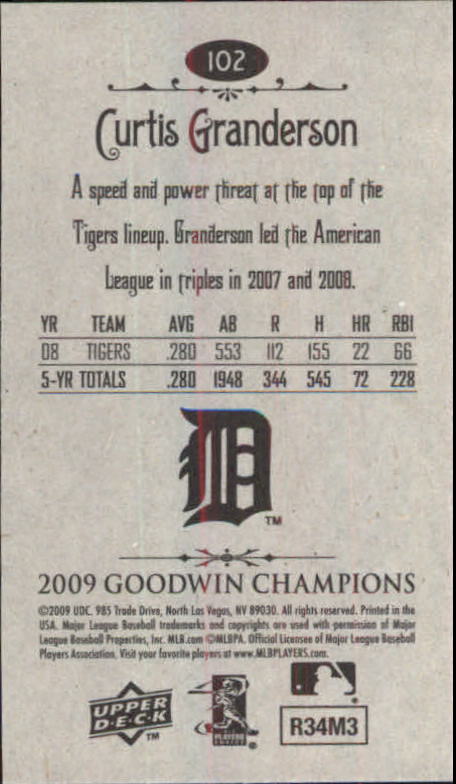 102
Curtis Granderson
A speed and power threat at the top of the
Tigers lineup. Granderson led the American
League in triples in 2007 and 2008.
YR TEAM AVG AB R H HR RBI
08 TIGERS .280 553 112 155 22 66
5-YR TOTALS .280 1948 344 545 72 228
D
TM
2009 GOODWIN CHAMPIONS
©2009 UDC. 985 Trade Drive, North Las Vegas, NV 89030. All rights reserved. Printed in the
USA. Major League Baseball trademarks and copyrights are used with permission of Major
League Baseball Properties, Inc. MLB.com ©MLBPA. Official Licensee of Major League Baseball
Players Association. Visit your favorite players at www.MLBPLAYERS.com.
UPPER
D·E·C·K
TM
PLAYERS
CHOICE
®
R34M3